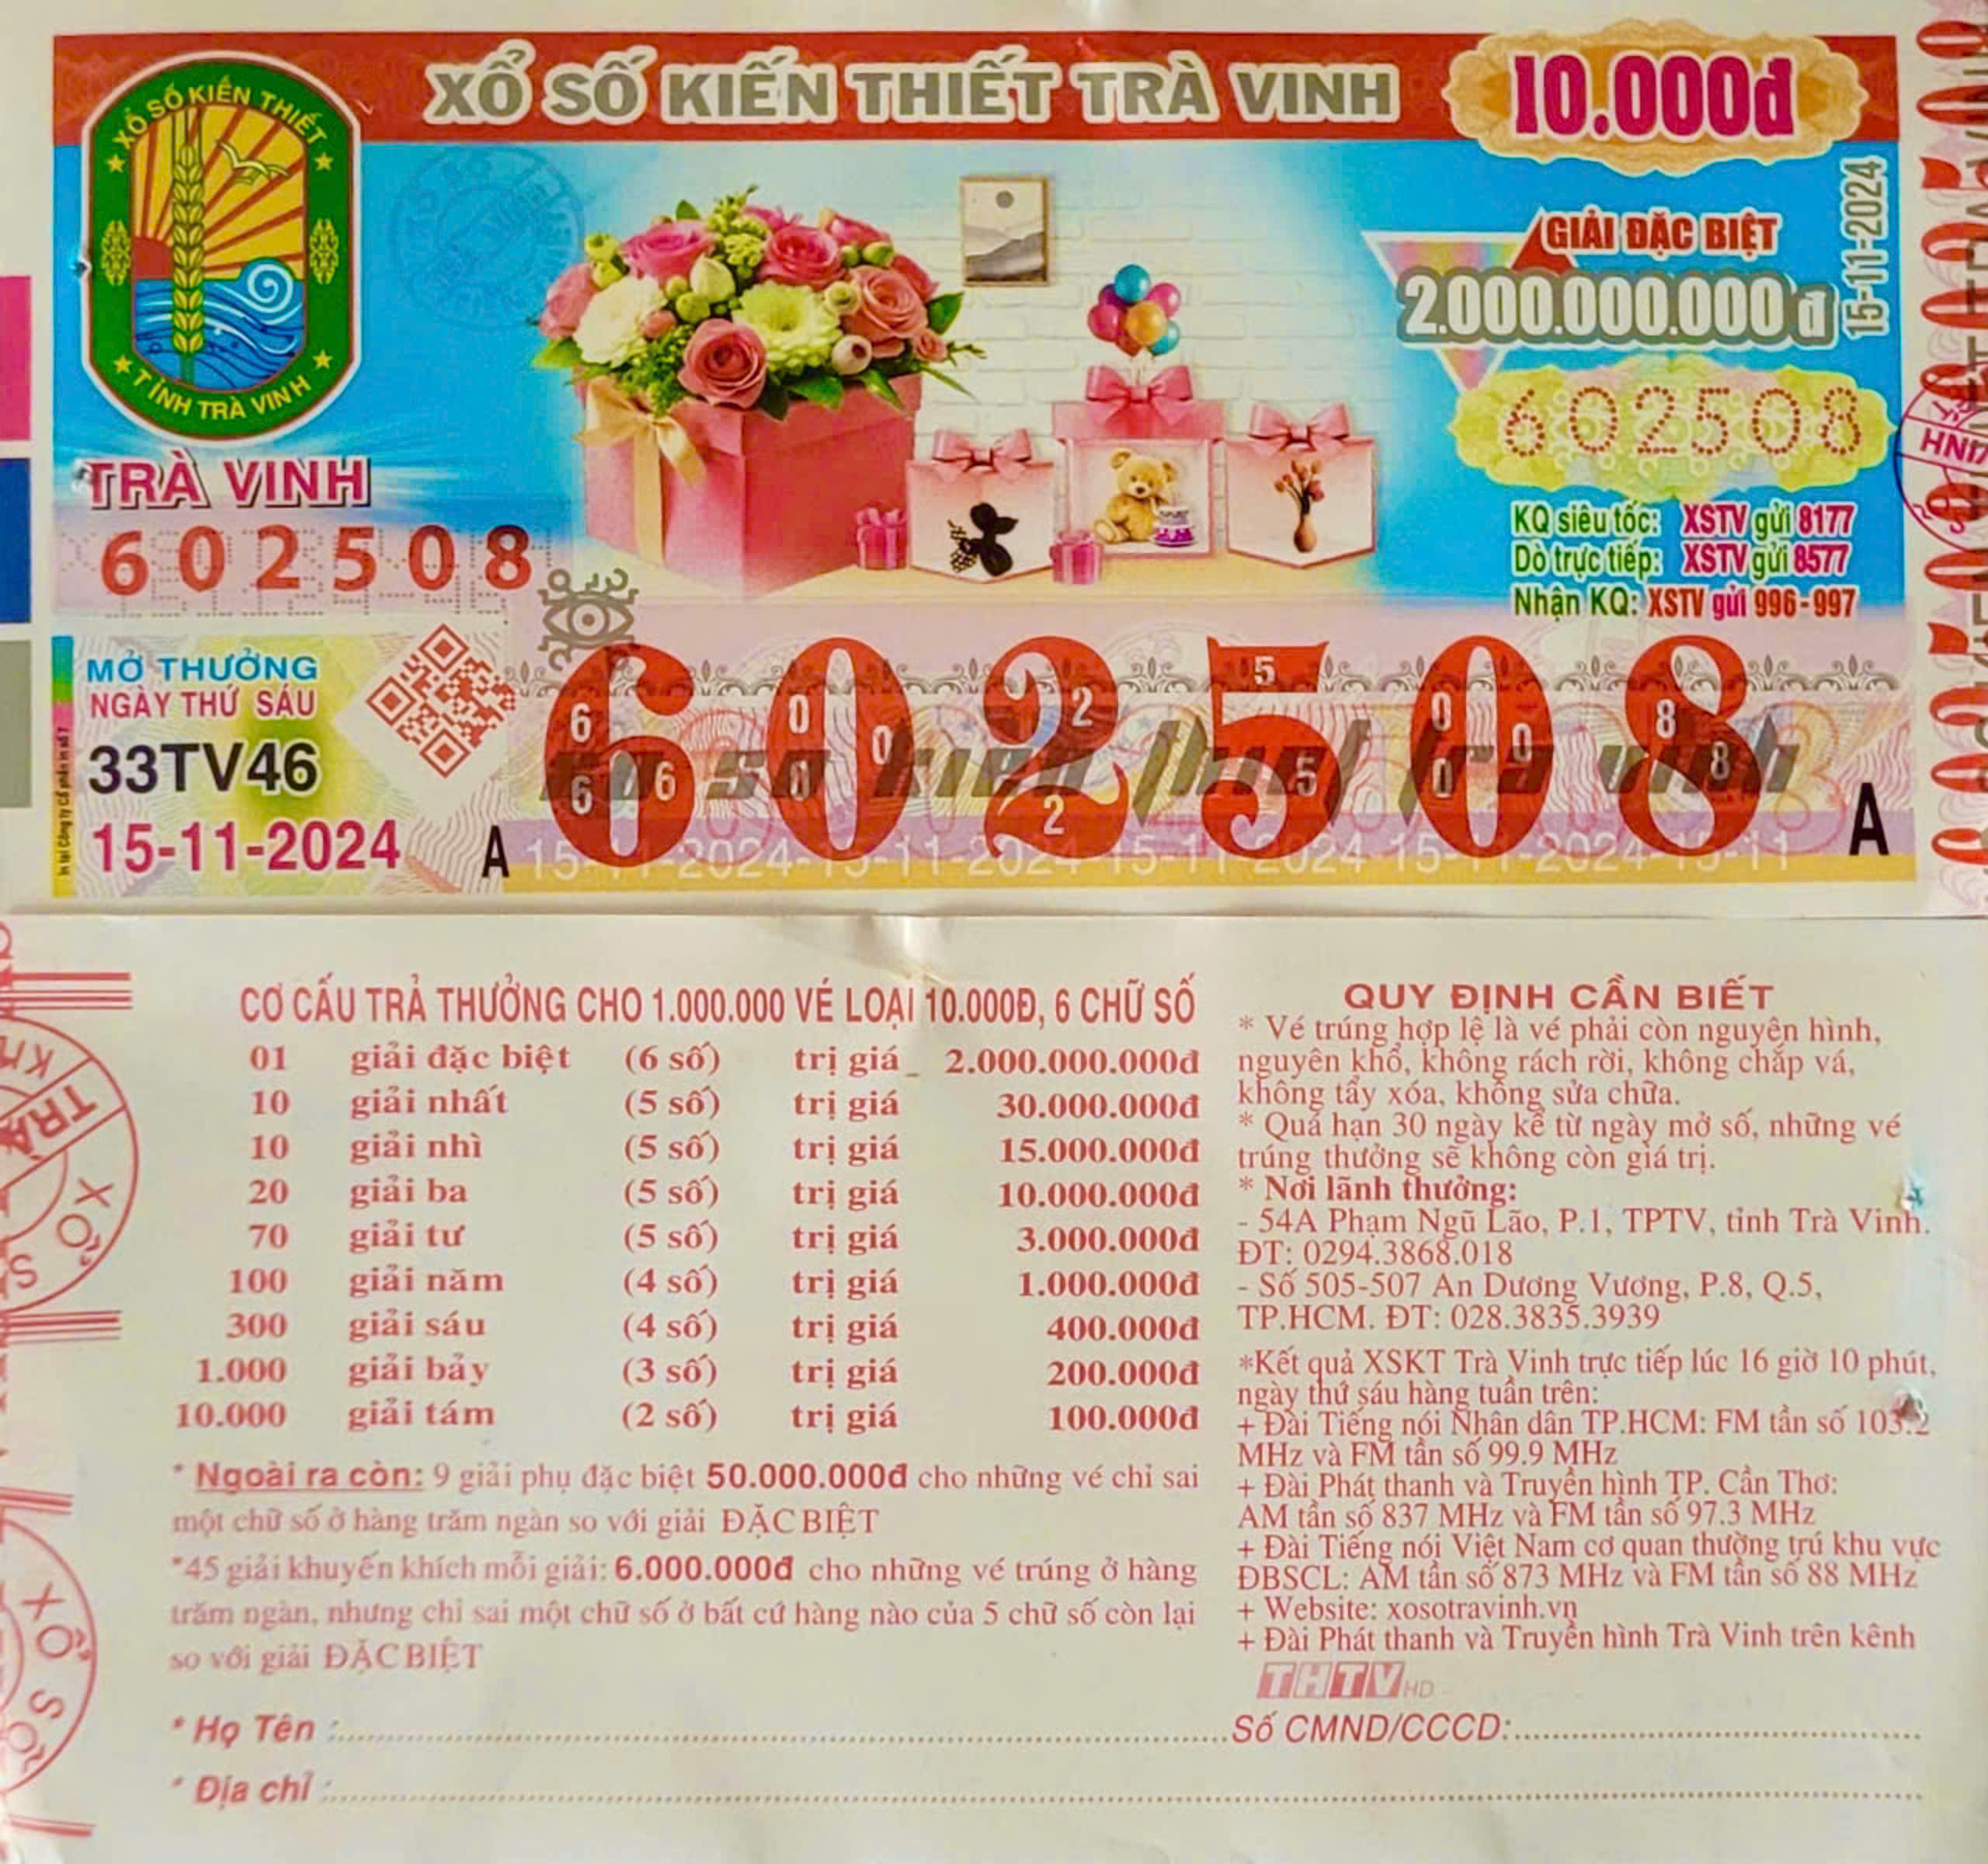 XỔ SỐ KIẾN THIẾT TRÀ VINH
10.000đ
XỔ SỐ KIẾN THIẾT
TỈNH TRÀ VINH
15-11-2024
GIẢI ĐẶC BIỆT
2.000.000.000 đ
602508
TRÀ VINH
602508
KQ siêu tốc: XSTV gửi 8177
Dò trực tiếp: XSTV gửi 8577
Nhận KQ: XSTV gửi 996-997
MỞ THƯỞNG
NGÀY THỨ SÁU
33TV46
15-11-2024
A 602508 A
15-11-2024-15-11-2024-15-11-2024-15-11-2024-15-11
CƠ CẤU TRẢ THƯỞNG CHO 1.000.000 VÉ LOẠI 10.000Đ, 6 CHỮ SỐ
01 giải đặc biệt (6 số) trị giá 2.000.000.000đ
10 giải nhất (5 số) trị giá 30.000.000đ
10 giải nhì (5 số) trị giá 15.000.000đ
20 giải ba (5 số) trị giá 10.000.000đ
70 giải tư (5 số) trị giá 3.000.000đ
100 giải năm (4 số) trị giá 1.000.000đ
300 giải sáu (4 số) trị giá 400.000đ
1.000 giải bảy (3 số) trị giá 200.000đ
10.000 giải tám (2 số) trị giá 100.000đ
* Ngoài ra còn: 9 giải phụ đặc biệt 50.000.000đ cho những vé chỉ sai
một chữ số ở hàng trăm ngàn so với giải ĐẶC BIỆT
*45 giải khuyến khích mỗi giải: 6.000.000đ cho những vé trúng ở hàng
trăm ngàn, nhưng chỉ sai một chữ số ở bất cứ hàng nào của 5 chữ số còn lại
so với giải ĐẶC BIỆT
QUY ĐỊNH CẦN BIẾT
* Vé trúng hợp lệ là vé phải còn nguyên hình,
nguyên khổ, không rách rời, không chắp vá,
không tẩy xóa, không sửa chữa.
* Quá hạn 30 ngày kể từ ngày mở số, những vé
trúng thưởng sẽ không còn giá trị.
* Nơi lãnh thưởng:
- 54A Phạm Ngũ Lão, P.1, TPTV, tỉnh Trà Vinh.
ĐT: 0294.3868.018
- Số 505-507 An Dương Vương, P.8, Q.5,
TP.HCM. ĐT: 028.3835.3939
*Kết quả XSKT Trà Vinh trực tiếp lúc 16 giờ 10 phút,
ngày thứ sáu hàng tuần trên:
+ Đài Tiếng nói Nhân dân TP.HCM: FM tần số 103.2
MHz và FM tần số 99.9 MHz
+ Đài Phát thanh và Truyền hình TP. Cần Thơ:
AM tần số 837 MHz và FM tần số 97.3 MHz
+ Đài Tiếng nói Việt Nam cơ quan thường trú khu vực
ĐBSCL: AM tần số 873 MHz và FM tần số 88 MHz
+ Website: xosotravinh.vn
+ Đài Phát thanh và Truyền hình Trà Vinh trên kênh
THTV HD
* Họ Tên : Số CMND/CCCD:
* Địa chỉ :